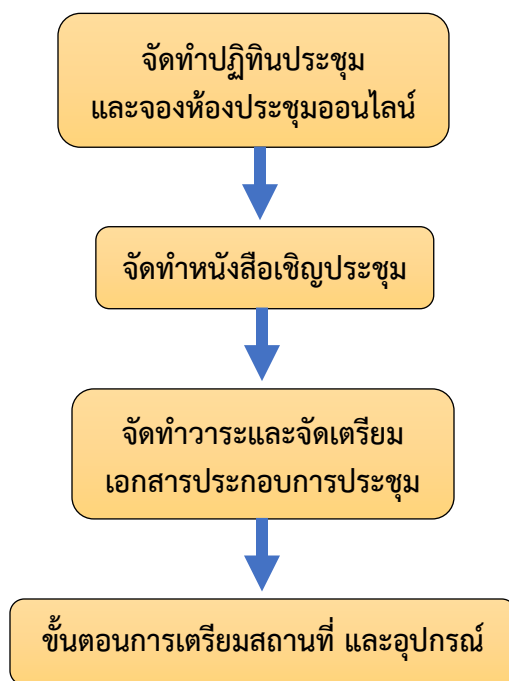 จัดทำปฏิทินประชุม
และจองห้องประชุมออนไลน์
จัดทำหนังสือเชิญประชุม
จัดทำวาระและจัดเตรียม
เอกสารประกอบการประชุม
ขั้นตอนการเตรียมสถานที่ และอุปกรณ์